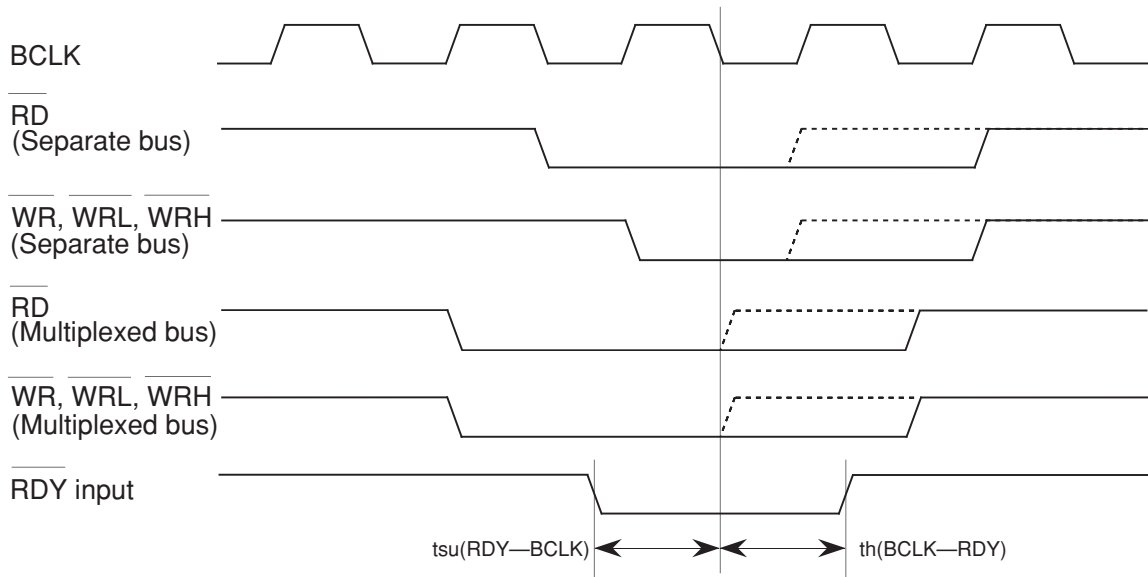 BCLK
RD
(Separate bus)
WR, WRL, WRH
(Separate bus)
RD
(Multiplexed bus)
WR, WRL, WRH
(Multiplexed bus)
RDY input
tsu(RDY—BCLK)
th(BCLK—RDY)